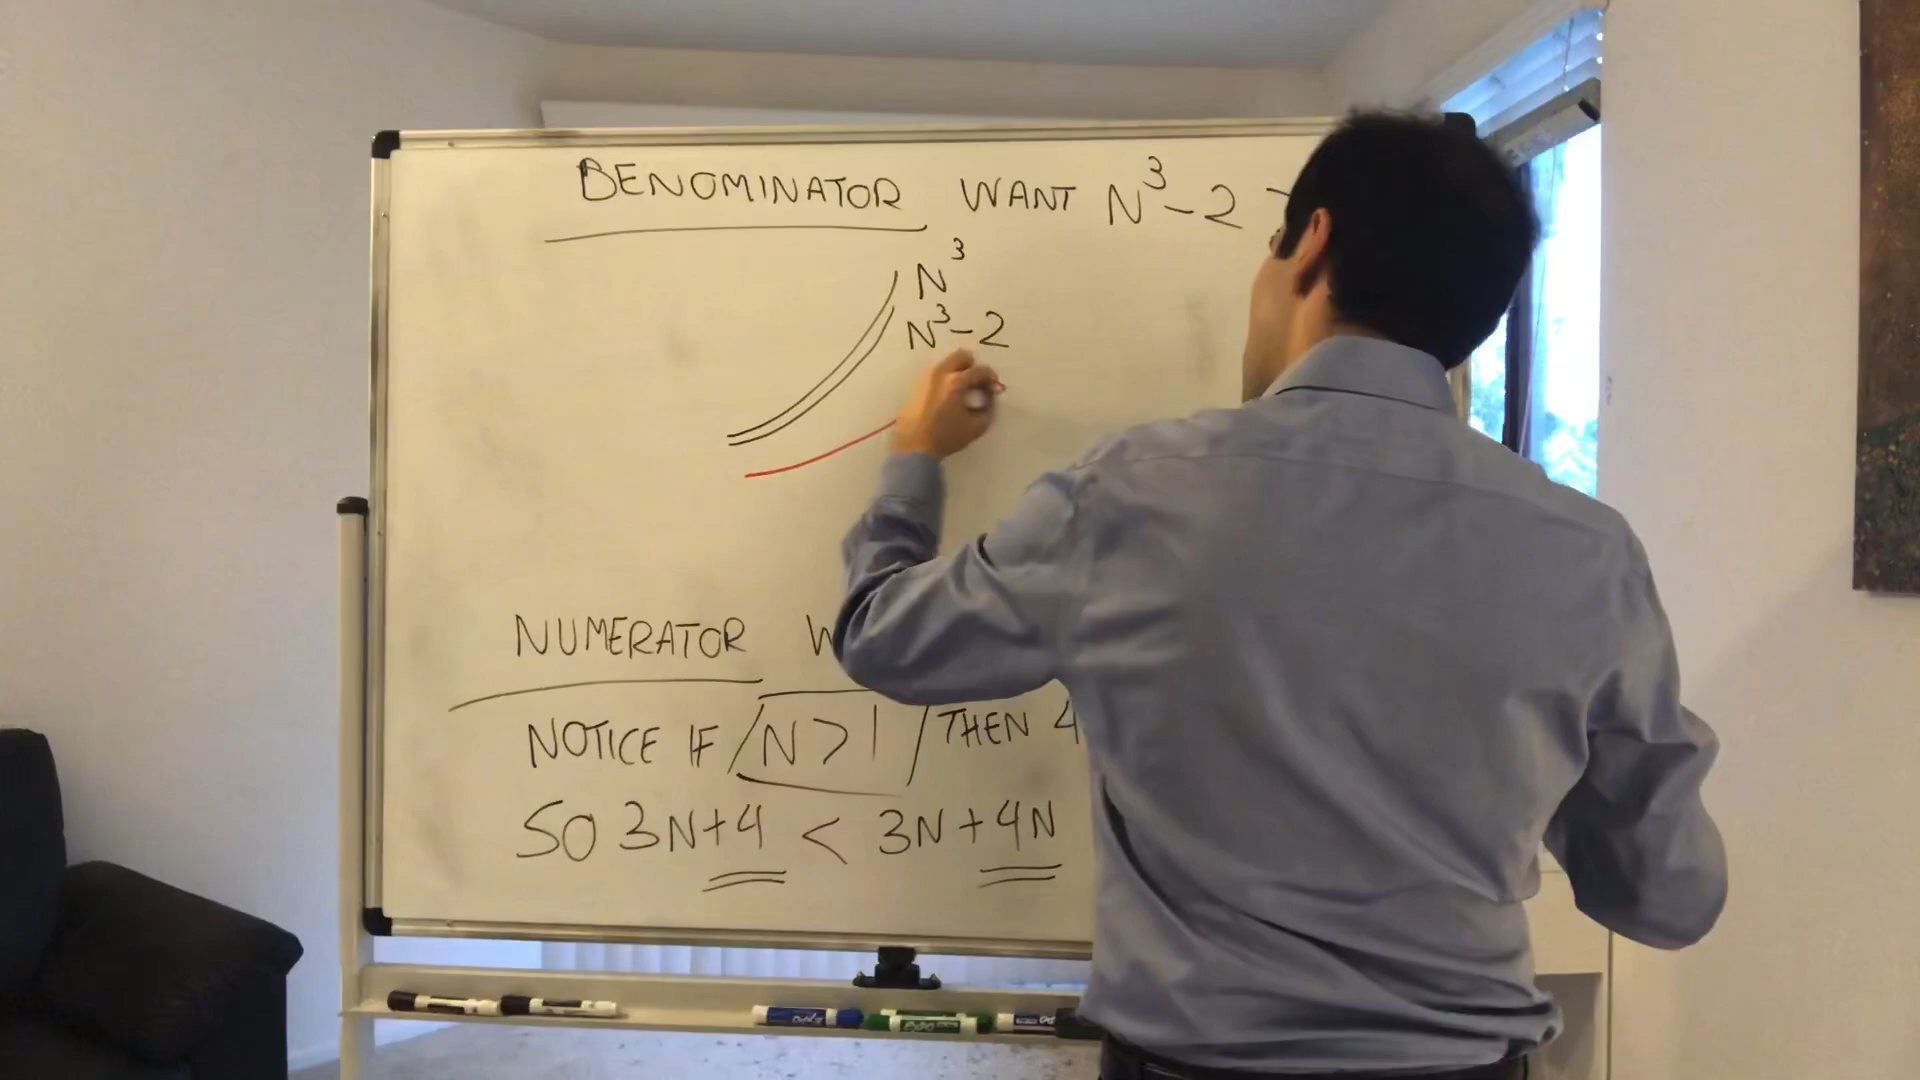 BENOMINATOR WANT N³-2
N³
N³-2
NUMERATOR
NOTICE IF N>1 THEN 4
SO 3N+4 < 3N+4N